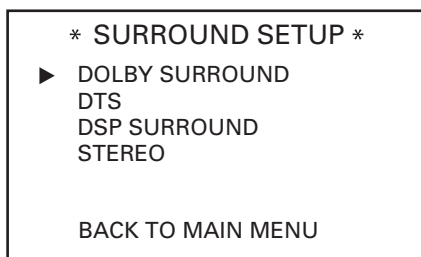 * SURROUND SETUP *
▶ DOLBY SURROUND
DTS
DSP SURROUND
STEREO
BACK TO MAIN MENU